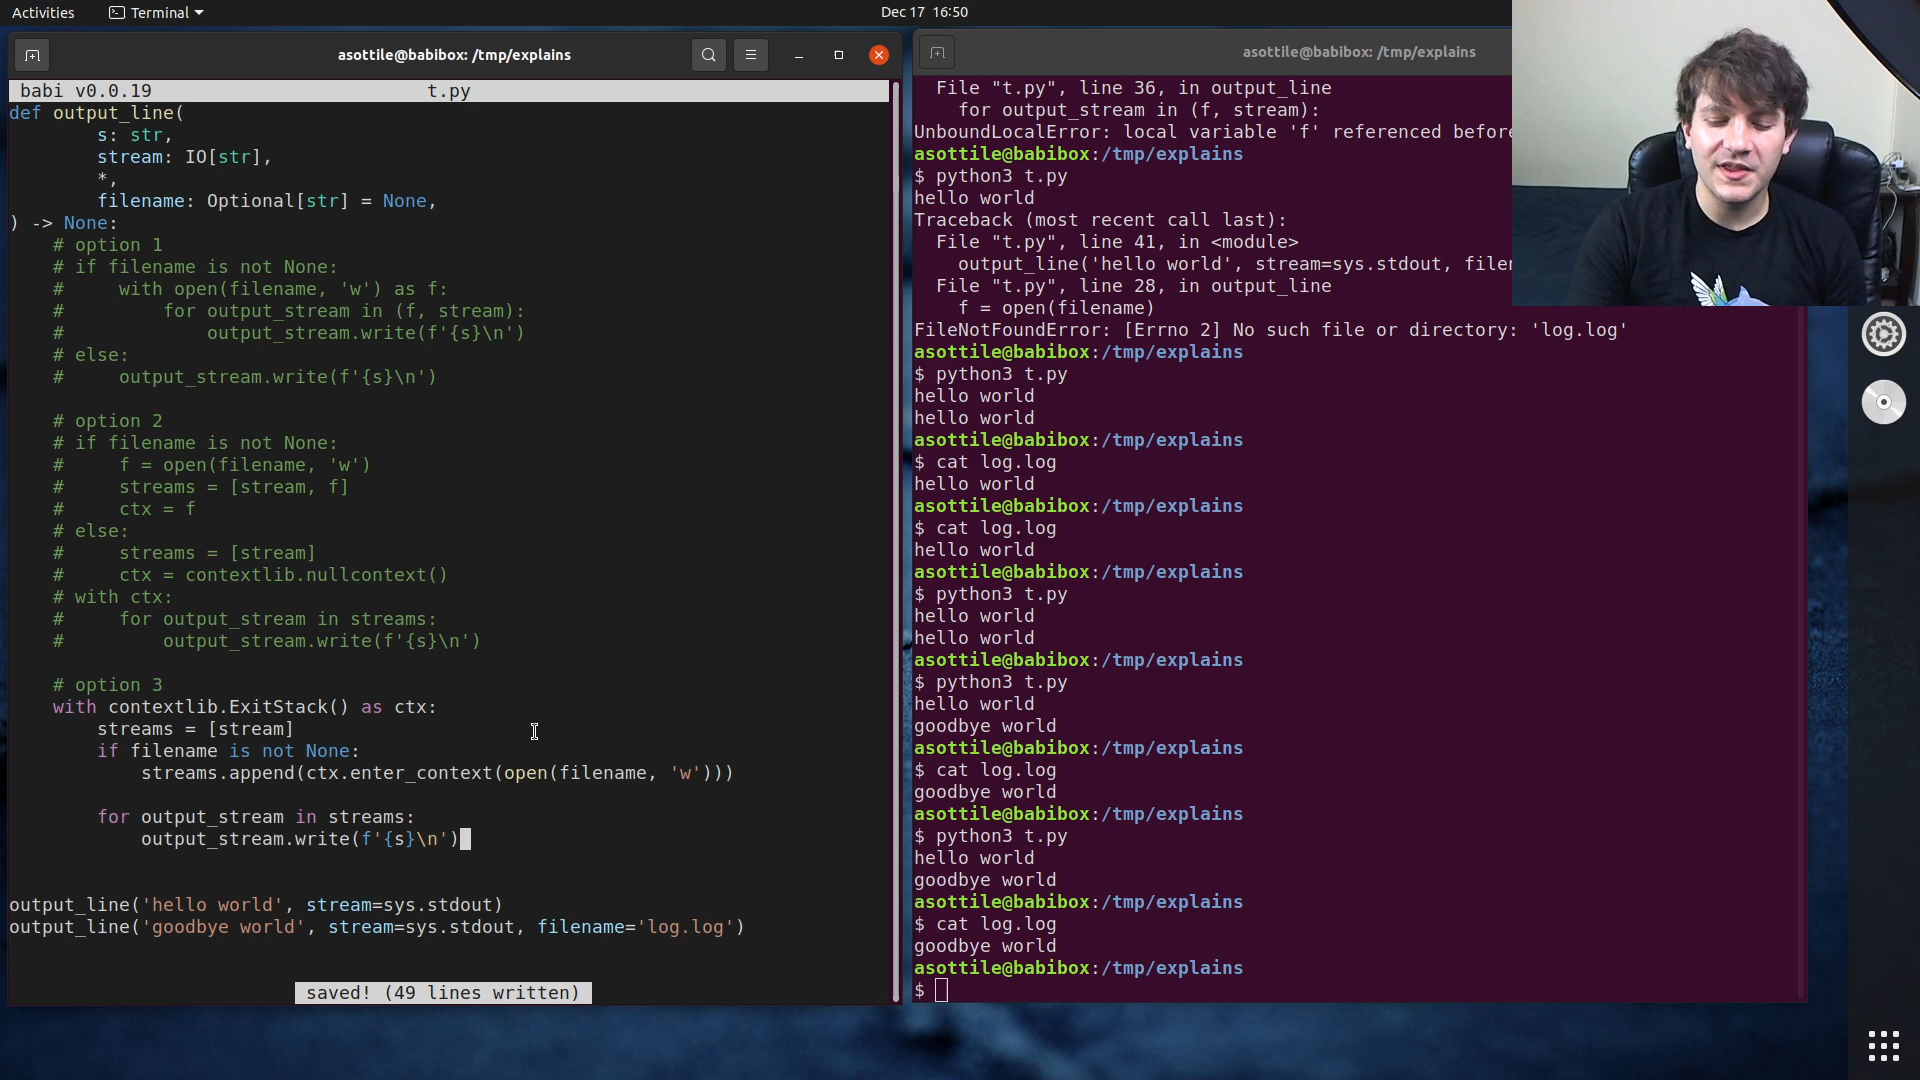 Activities
Terminal
Dec 17 16:50
asottile@babibox: /tmp/explains
babi v0.0.19 t.py
def output_line(
        s: str,
        stream: IO[str],
        *,
        filename: Optional[str] = None,
) -> None:
    # option 1
    # if filename is not None:
    #     with open(filename, 'w') as f:
    #         for output_stream in (f, stream):
    #             output_stream.write(f'{s}\n')
    # else:
    #     output_stream.write(f'{s}\n')
    # option 2
    # if filename is not None:
    #     f = open(filename, 'w')
    #     streams = [stream, f]
    #     ctx = f
    # else:
    #     streams = [stream]
    #     ctx = contextlib.nullcontext()
    # with ctx:
    #     for output_stream in streams:
    #         output_stream.write(f'{s}\n')
    # option 3
    with contextlib.ExitStack() as ctx:
        streams = [stream]
        if filename is not None:
            streams.append(ctx.enter_context(open(filename, 'w')))
        for output_stream in streams:
            output_stream.write(f'{s}\n')
output_line('hello world', stream=sys.stdout)
output_line('goodbye world', stream=sys.stdout, filename='log.log')
saved! (49 lines written)
asottile@babibox: /tmp/explains
  File "t.py", line 36, in output_line
    for output_stream in (f, stream):
UnboundLocalError: local variable 'f' referenced befor
asottile@babibox:/tmp/explains
$ python3 t.py
hello world
Traceback (most recent call last):
  File "t.py", line 41, in <module>
    output_line('hello world', stream=sys.stdout, filen
  File "t.py", line 28, in output_line
    f = open(filename)
FileNotFoundError: [Errno 2] No such file or directory: 'log.log'
asottile@babibox:/tmp/explains
$ python3 t.py
hello world
hello world
asottile@babibox:/tmp/explains
$ cat log.log
hello world
asottile@babibox:/tmp/explains
$ cat log.log
hello world
asottile@babibox:/tmp/explains
$ python3 t.py
hello world
hello world
asottile@babibox:/tmp/explains
$ python3 t.py
hello world
goodbye world
asottile@babibox:/tmp/explains
$ cat log.log
goodbye world
asottile@babibox:/tmp/explains
$ python3 t.py
hello world
goodbye world
asottile@babibox:/tmp/explains
$ cat log.log
goodbye world
asottile@babibox:/tmp/explains
$